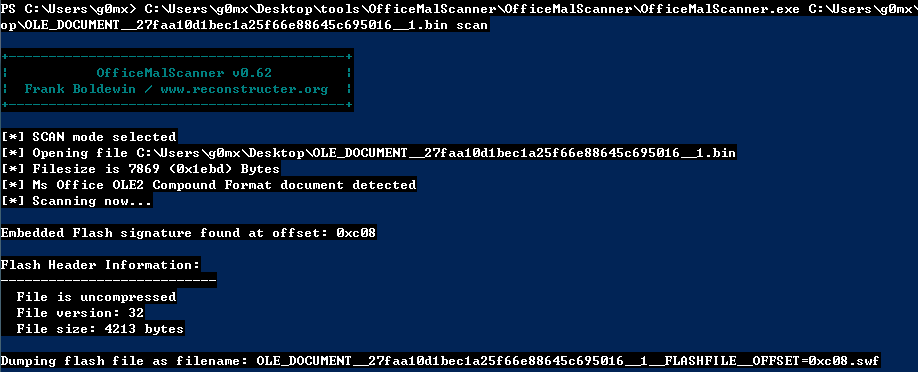 PS C:\Users\g0mx> C:\Users\g0mx\Desktop\tools\OfficeMalScanner\OfficeMalScanner\OfficeMalScanner.exe C:\Users\g0mx\
op\OLE_DOCUMENT__27faa10d1bec1a25f66e88645c695016__1.bin scan
+------------------------------------------+
|           OfficeMalScanner v0.62         |
|  Frank Boldewin / www.reconstructer.org  |
+------------------------------------------+
[*] SCAN mode selected
[*] Opening file C:\Users\g0mx\Desktop\OLE_DOCUMENT__27faa10d1bec1a25f66e88645c695016__1.bin
[*] Filesize is 7869 (0x1ebd) Bytes
[*] Ms Office OLE2 Compound Format document detected
[*] Scanning now...
Embedded Flash signature found at offset: 0xc08
Flash Header Information:
----------------------------
File is uncompressed
File version: 32
File size: 4213 bytes
Dumping flash file as filename: OLE_DOCUMENT__27faa10d1bec1a25f66e88645c695016__1__FLASHFILE__OFFSET=0xc08.swf